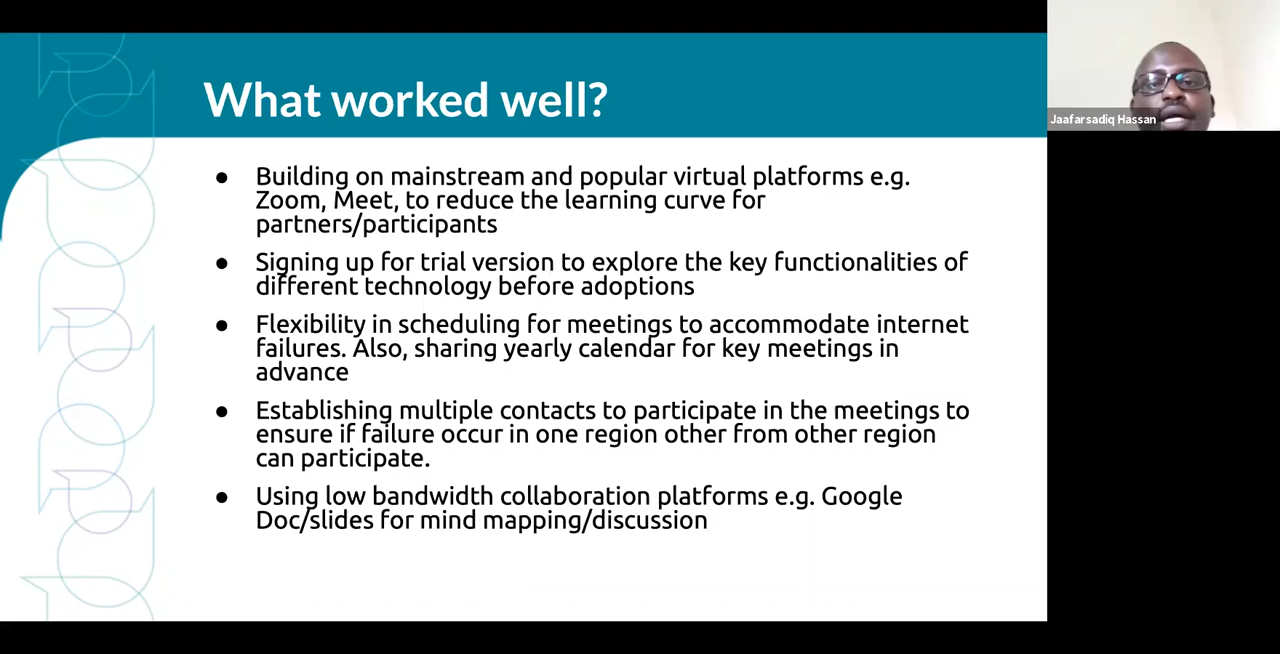 What worked well?
Jaafarsadiq Hassan
● Building on mainstream and popular virtual platforms e.g.
Zoom, Meet, to reduce the learning curve for
partners/participants
● Signing up for trial version to explore the key functionalities of
different technology before adoptions
● Flexibility in scheduling for meetings to accommodate internet
failures. Also, sharing yearly calendar for key meetings in
advance
● Establishing multiple contacts to participate in the meetings to
ensure if failure occur in one region other from other region
can participate.
● Using low bandwidth collaboration platforms e.g. Google
Doc/slides for mind mapping/discussion